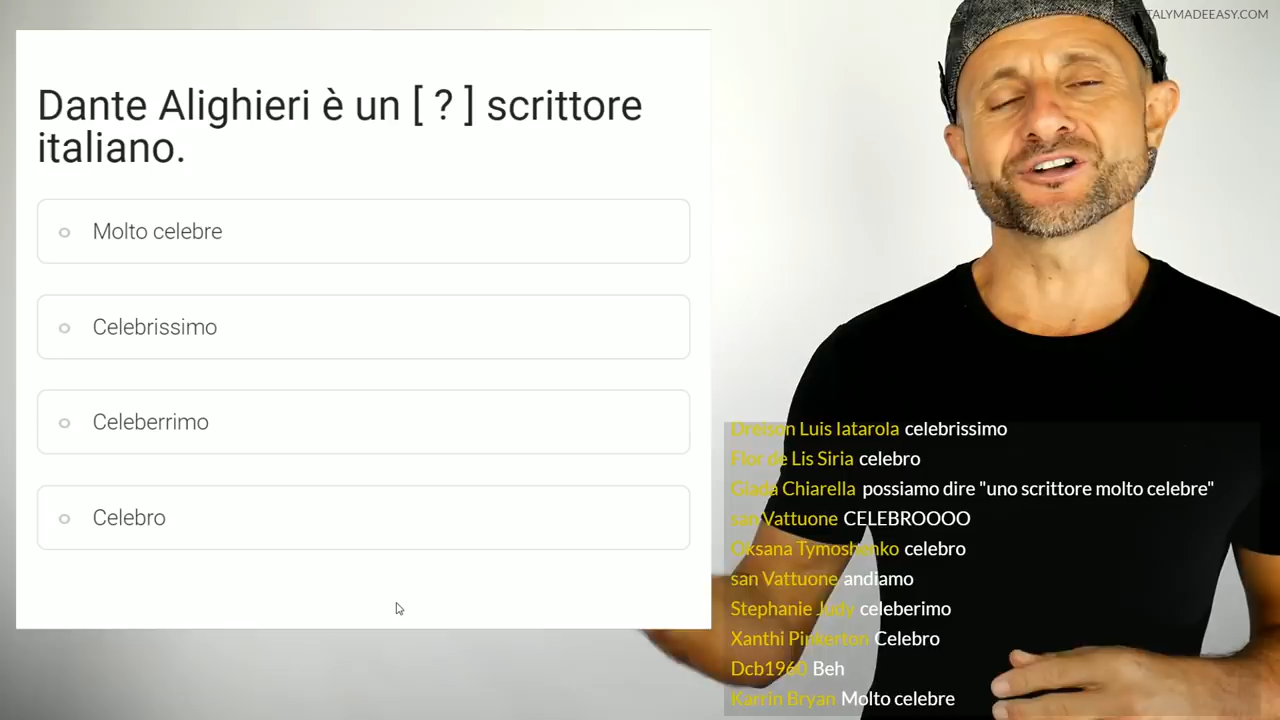 ITALYMADEEASY.COM
Dante Alighieri è un [ ? ] scrittore
italiano.
Molto celebre
Celebrissimo
Celeberrimo
Celebro
Dreison Luis Iatarola celebrissimo
Flor de Lis Siria celebro
Giada Chiarella possiamo dire "uno scrittore molto celebre"
san Vattuone CELEBROOOO
Oksana Tymoshenko celebro
san Vattuone andiamo
Stephanie Judy celeberimo
Xanthi Pinkerton Celebro
Dcb1960 Beh
Karrin Bryan Molto celebre